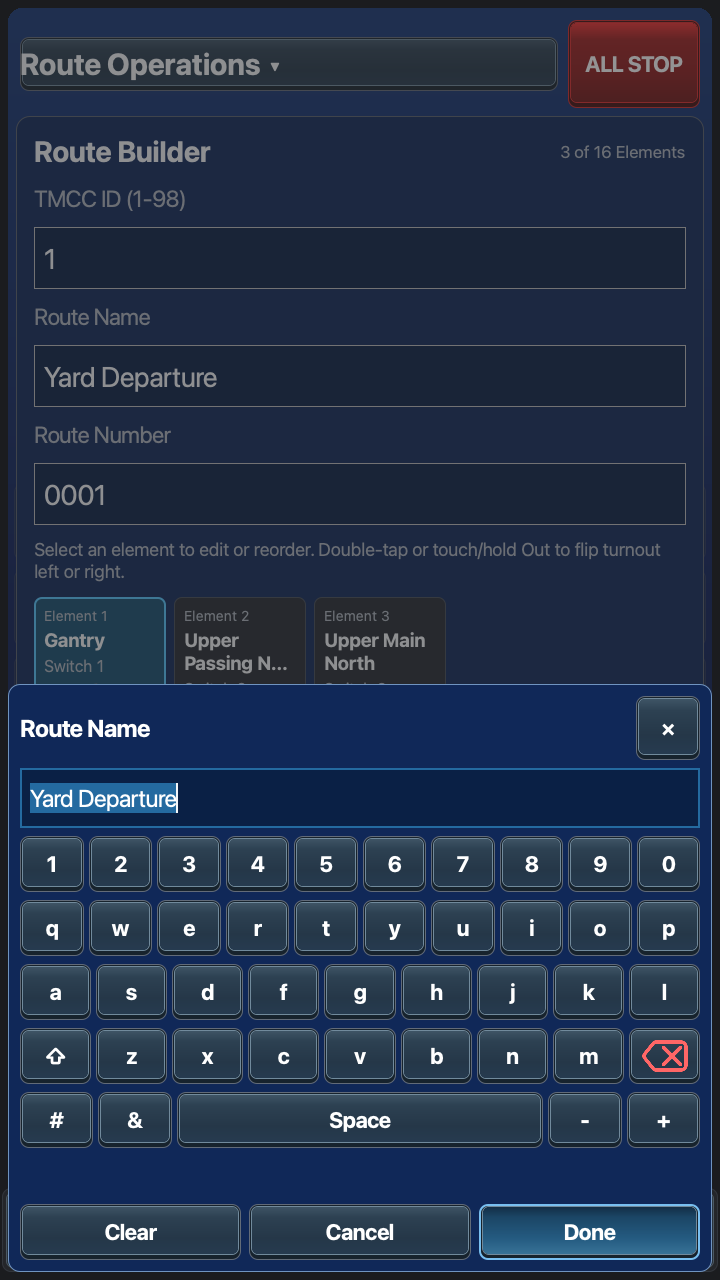 Route Operations ▾
ALL STOP
Route Builder
3 of 16 Elements
TMCC ID (1-98)
1
Route Name
Yard Departure
Route Number
0001
Select an element to edit or reorder. Double-tap or touch/hold Out to flip turnout
left or right.
Element 1
Gantry
Switch 1
Element 2
Upper
Passing N...
Element 3
Upper Main
North
Route Name
×
Yard Departure
1 2 3 4 5 6 7 8 9 0
q w e r t y u i o p
a s d f g h j k l
z x c v b n m
# & Space - +
Clear Cancel Done